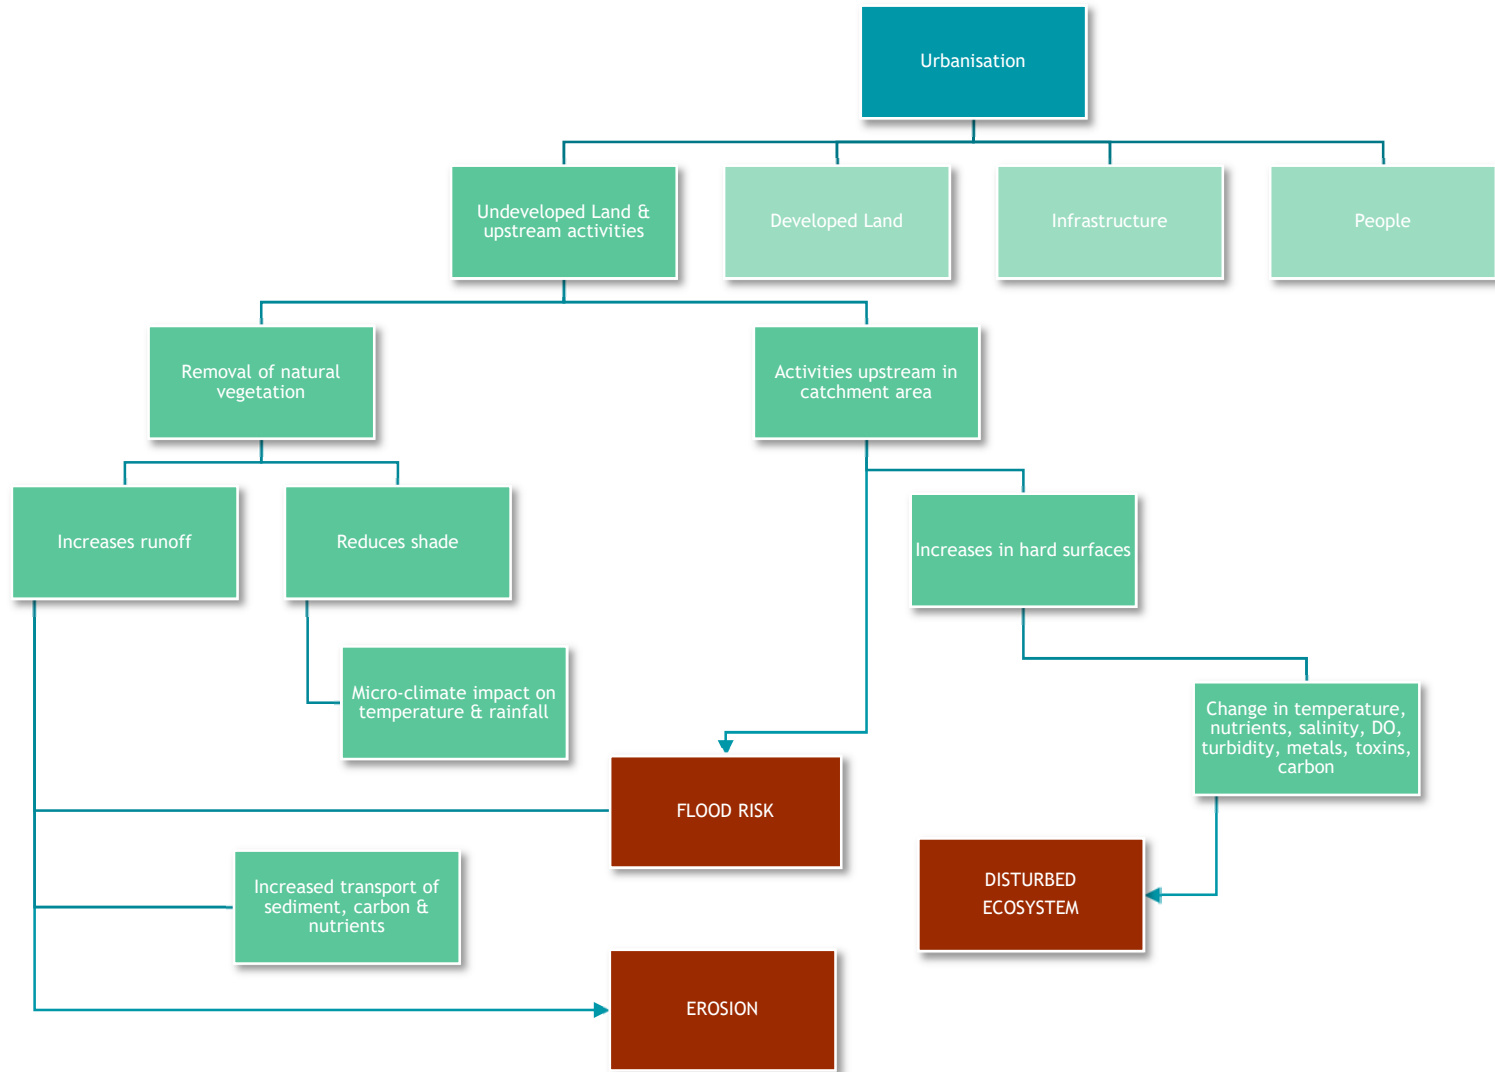 Urbanisation
Undeveloped Land &
upstream activities
Developed Land
Infrastructure
People
Removal of natural
vegetation
Activities upstream in
catchment area
Increases runoff
Reduces shade
Increases in hard surfaces
Micro-climate impact on
temperature & rainfall
Change in temperature,
nutrients, salinity, DO,
turbidity, metals, toxins,
carbon
FLOOD RISK
Increased transport of
sediment, carbon &
nutrients
DISTURBED
ECOSYSTEM
EROSION